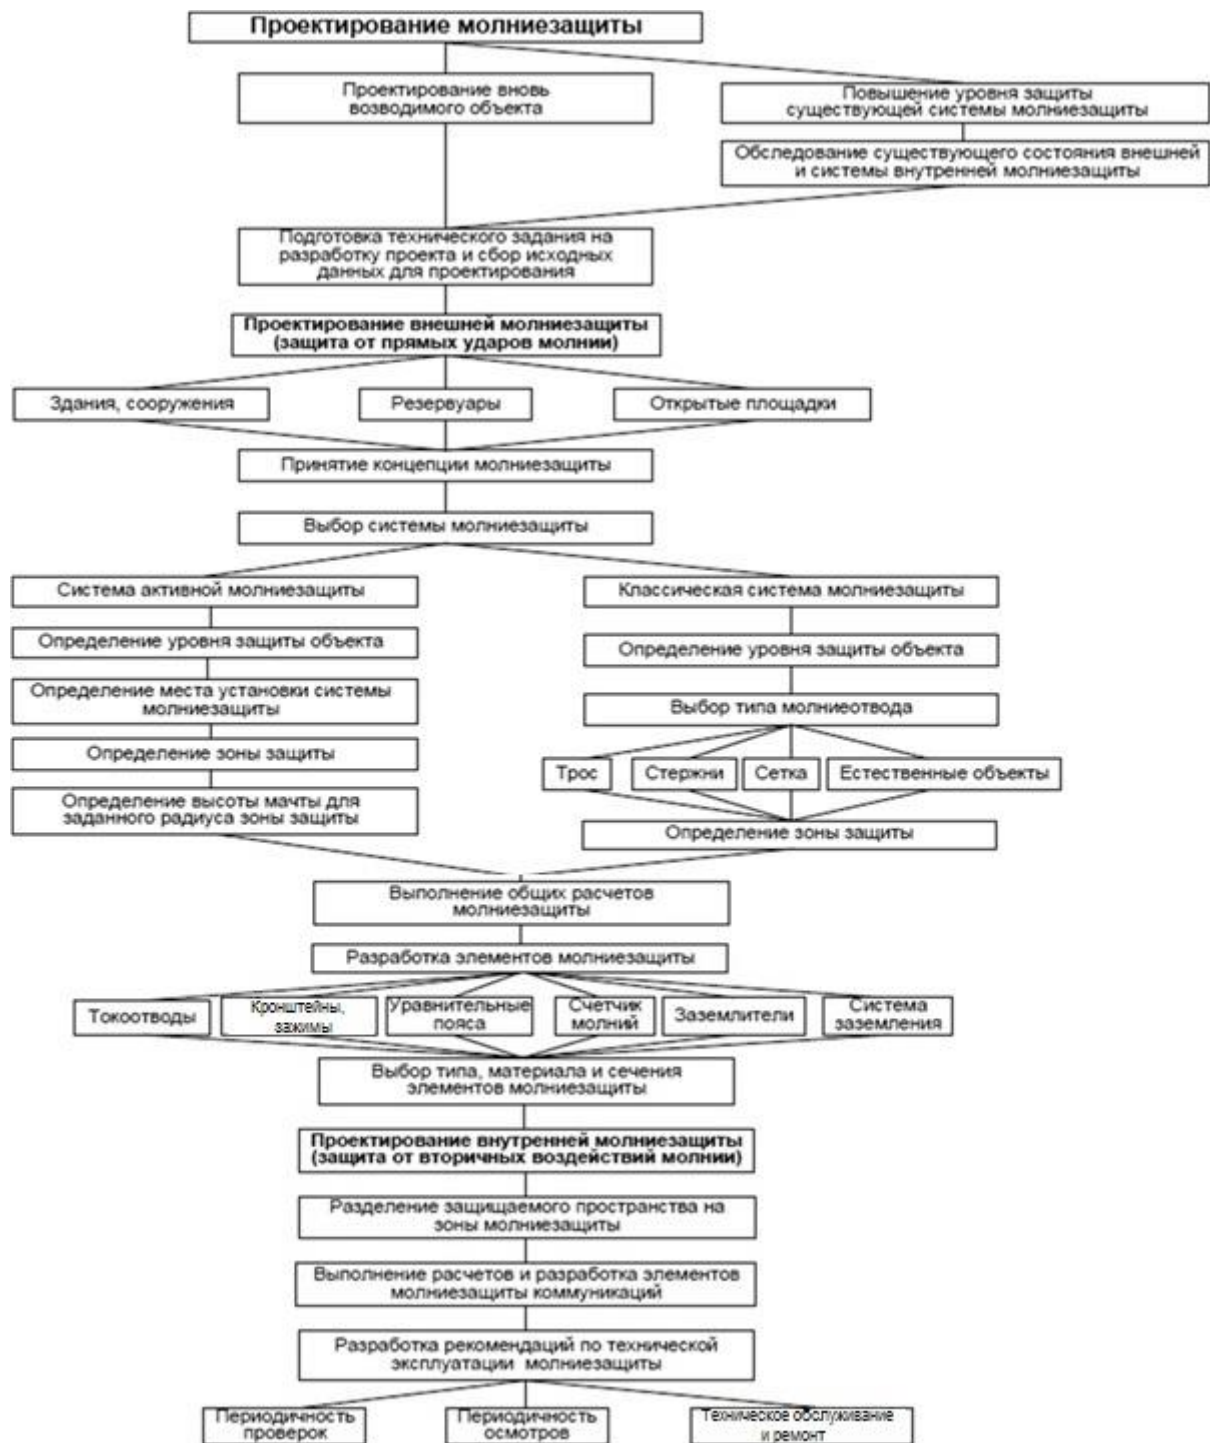 Проектирование молниезащиты
Проектирование вновь
возводимого объекта
Повышение уровня защиты
существующей системы молниезащиты
Обследование существующего состояния внешней
и системы внутренней молниезащиты
Подготовка технического задания на
разработку проекта и сбор исходных
данных для проектирования
Проектирование внешней молниезащиты
(защита от прямых ударов молнии)
Здания, сооружения
Резервуары
Открытые площадки
Принятие концепции молниезащиты
Выбор системы молниезащиты
Система активной молниезащиты
Классическая система молниезащиты
Определение уровня защиты объекта
Определение уровня защиты объекта
Определение места установки системы
молниезащиты
Выбор типа молниеотвода
Определение зоны защиты
Трос
Стержни
Сетка
Естественные объекты
Определение высоты мачты для
заданного радиуса зоны защиты
Определение зоны защиты
Выполнение общих расчетов
молниезащиты
Разработка элементов молниезащиты
Токоотводы
Кронштейны,
зажимы
Уравнительные
пояса
Счетчик
молний
Заземлители
Система
заземления
Выбор типа, материала и сечения
элементов молниезащиты
Проектирование внутренней молниезащиты
(защита от вторичных воздействий молнии)
Разделение защищаемого пространства на
зоны молниезащиты
Выполнение расчетов и разработка элементов
молниезащиты коммуникаций
Разработка рекомендаций по технической
эксплуатации молниезащиты
Периодичность
проверок
Периодичность
осмотров
Техническое обслуживание
и ремонт